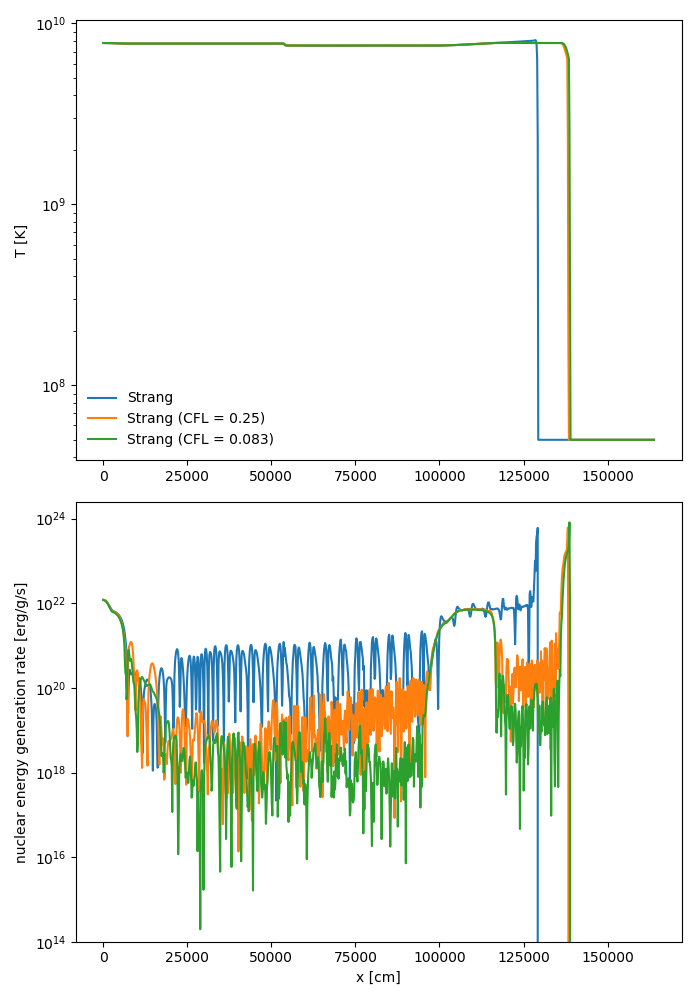 10^10
10^9
10^8
T [K]
Strang
Strang (CFL = 0.25)
Strang (CFL = 0.083)
0 25000 50000 75000 100000 125000 150000
10^24
10^22
10^20
10^18
10^16
10^14
nuclear energy generation rate [erg/g/s]
0 25000 50000 75000 100000 125000 150000
x [cm]